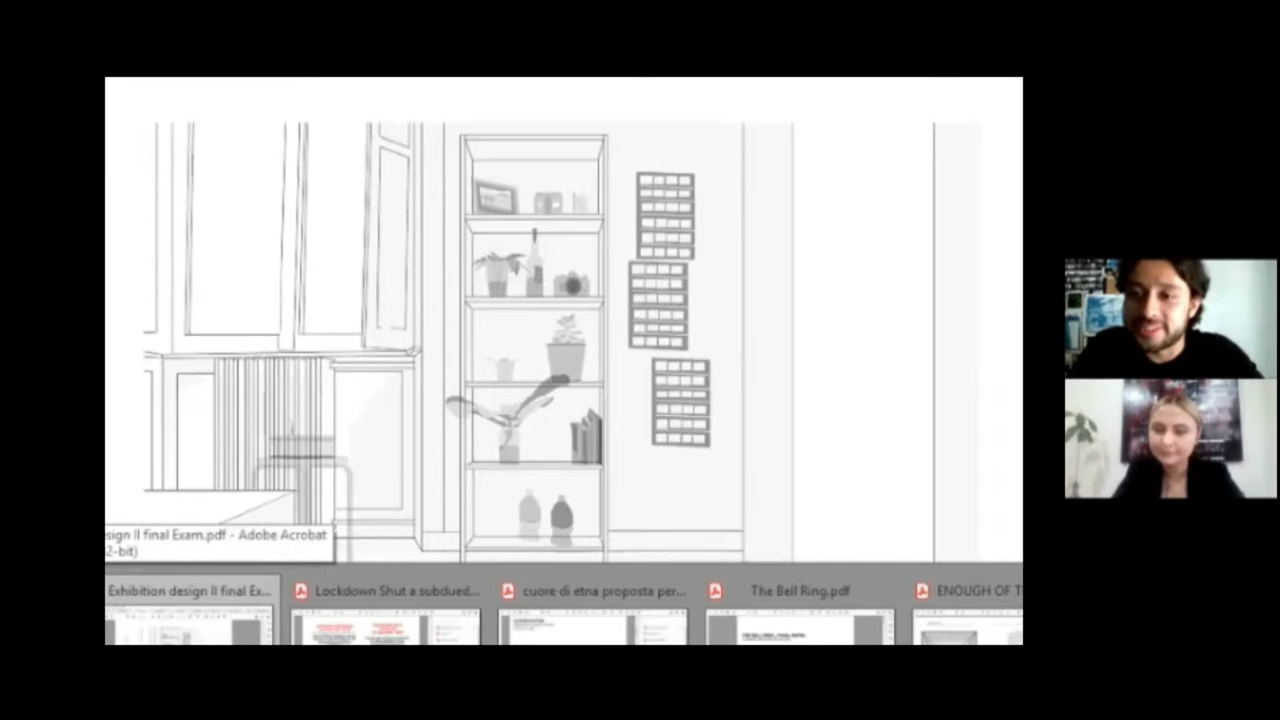 sign II final Exam.pdf - Adobe Acrobat
2-bit)
Exhibition design II final Ex...
Lockdown Shut a subdued...
cuore di etna proposta per...
The Bell Ring.pdf
ENOUGH OF T